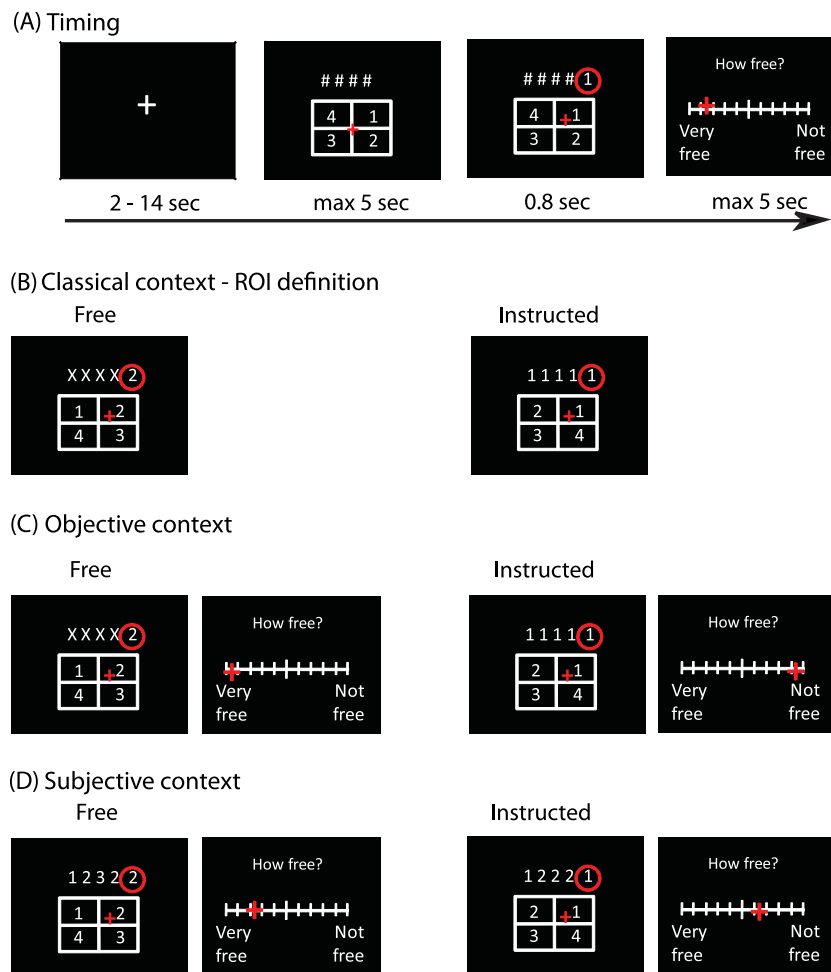 (A) Timing
# # # #
4 1
3 2
# # # # 1
4 1
3 2
How free?
Very free
Not free
2 - 14 sec
max 5 sec
0.8 sec
max 5 sec
(B) Classical context - ROI definition
Free
X X X X 2
1 2
4 3
Instructed
1 1 1 1 1
2 1
3 4
(C) Objective context
Free
X X X X 2
1 2
4 3
How free?
Very free
Not free
Instructed
1 1 1 1 1
2 1
3 4
How free?
Very free
Not free
(D) Subjective context
Free
1 2 3 2 2
1 2
4 3
How free?
Very free
Not free
Instructed
1 2 2 2 1
2 1
3 4
How free?
Very free
Not free